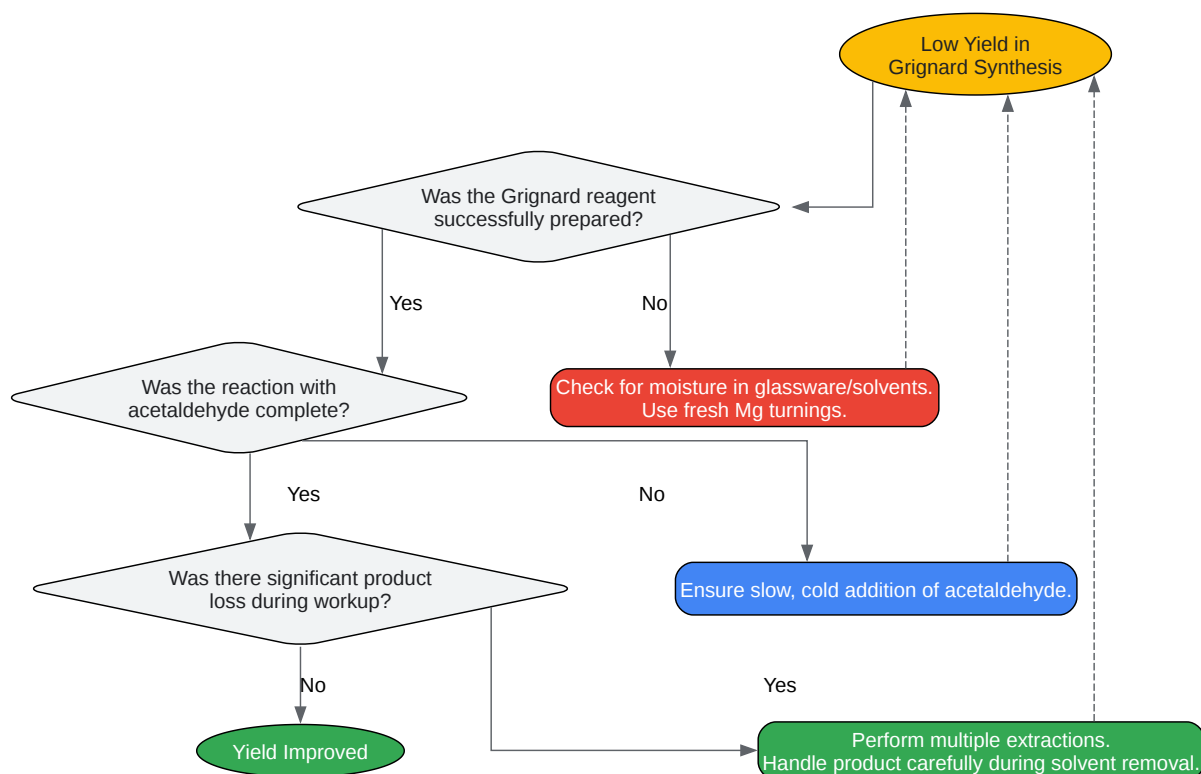 Low Yield in
Grignard Synthesis
Was the Grignard reagent
successfully prepared?
Yes
No
Was the reaction with
acetaldehyde complete?
Check for moisture in glassware/solvents.
Use fresh Mg turnings.
Yes
No
Was there significant product
loss during workup?
Ensure slow, cold addition of acetaldehyde.
No
Yes
Yield Improved
Perform multiple extractions.
Handle product carefully during solvent removal.